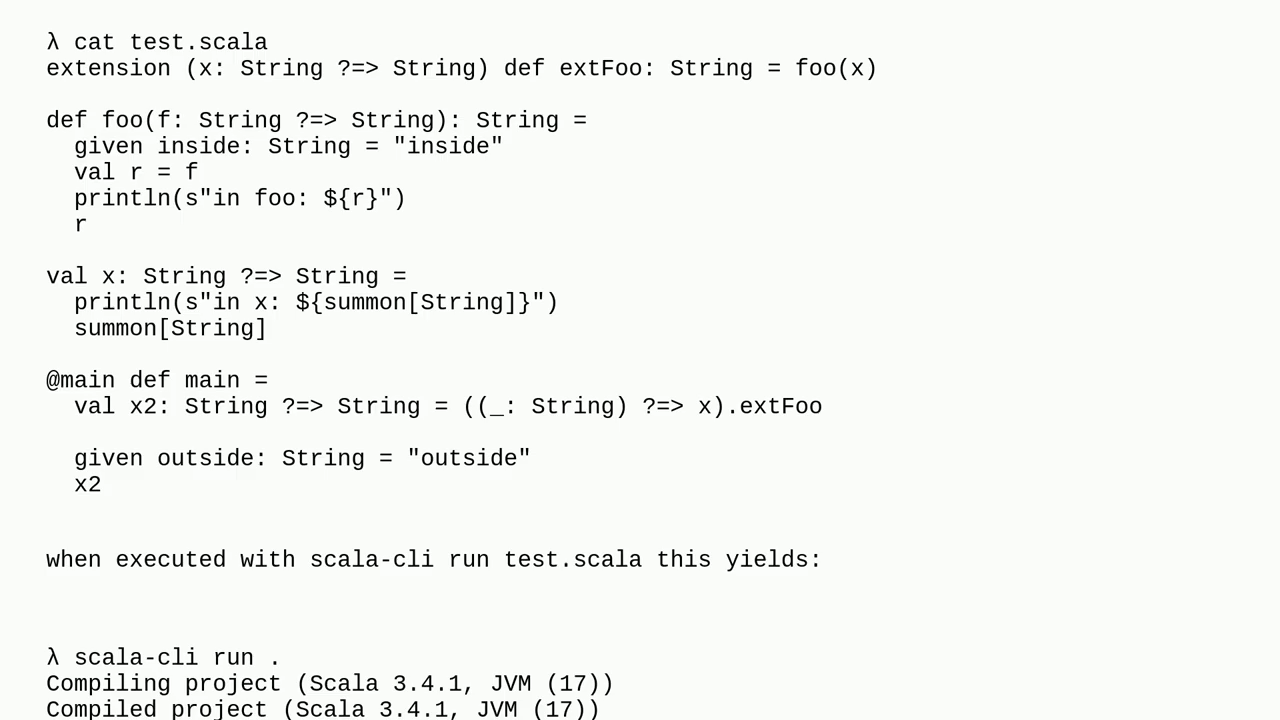 λ cat test.scala
extension (x: String ?=> String) def extFoo: String = foo(x)
def foo(f: String ?=> String): String =
  given inside: String = "inside"
  val r = f
  println(s"in foo: ${r}")
  r
val x: String ?=> String =
  println(s"in x: ${summon[String]}")
  summon[String]
@main def main =
  val x2: String ?=> String = ((_: String) ?=> x).extFoo
  given outside: String = "outside"
  x2
when executed with scala-cli run test.scala this yields:
λ scala-cli run .
Compiling project (Scala 3.4.1, JVM (17))
Compiled project (Scala 3.4.1, JVM (17))